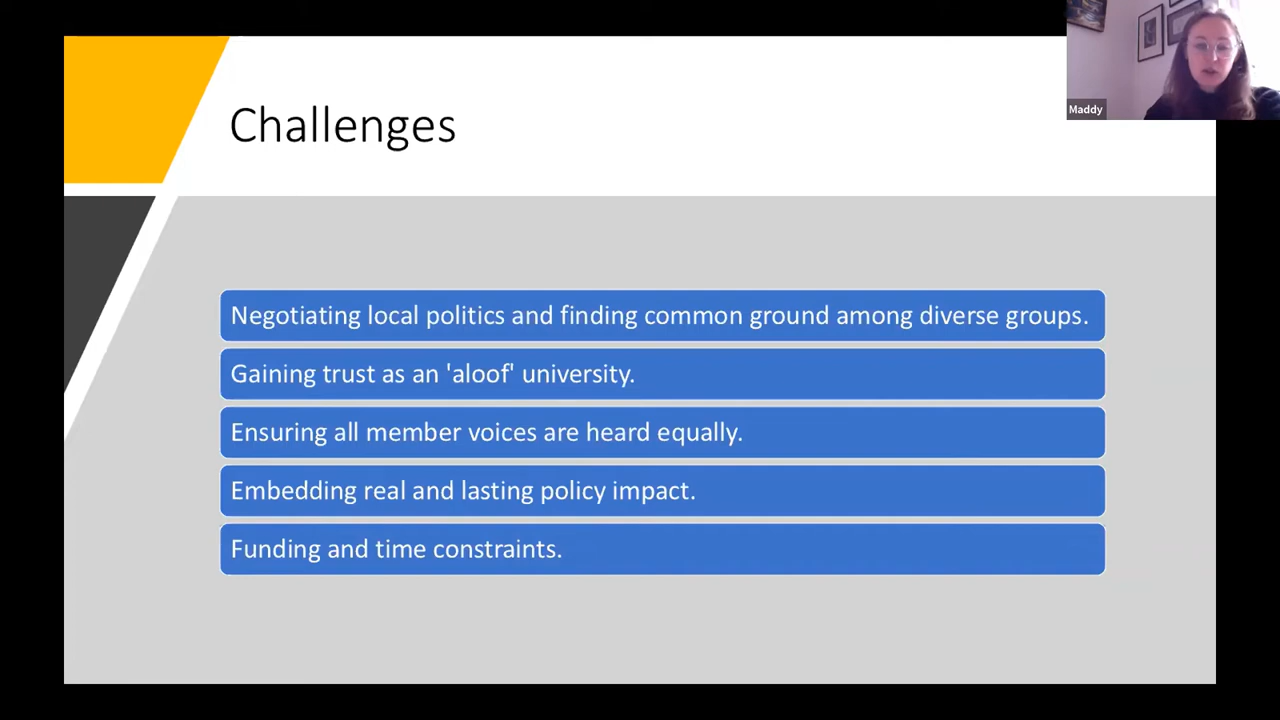 Challenges
Maddy
Negotiating local politics and finding common ground among diverse groups.
Gaining trust as an 'aloof' university.
Ensuring all member voices are heard equally.
Embedding real and lasting policy impact.
Funding and time constraints.